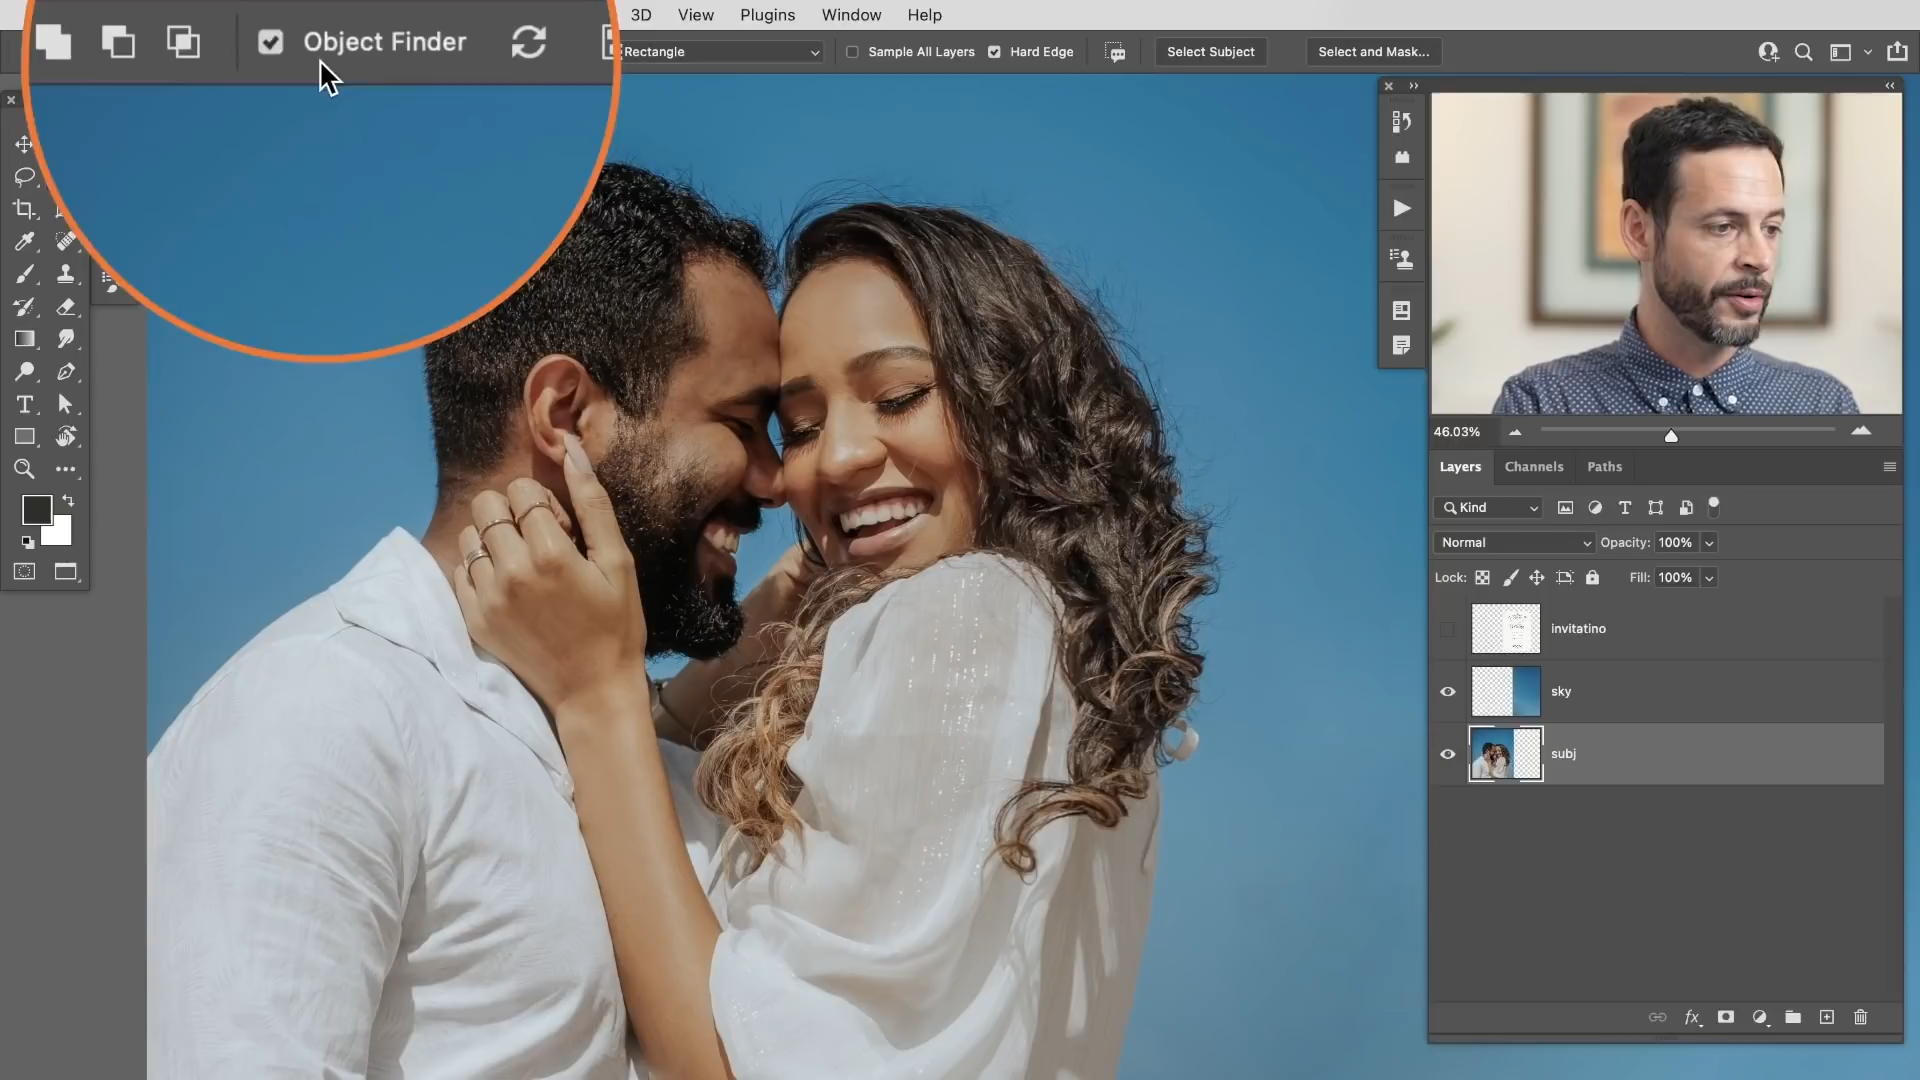 3D View Plugins Window Help
Object Finder
Rectangle
Sample All Layers
Hard Edge
Select Subject
Select and Mask...
46.03%
Layers Channels Paths
Kind
Normal Opacity: 100%
Lock: Fill: 100%
invitatino
sky
subj